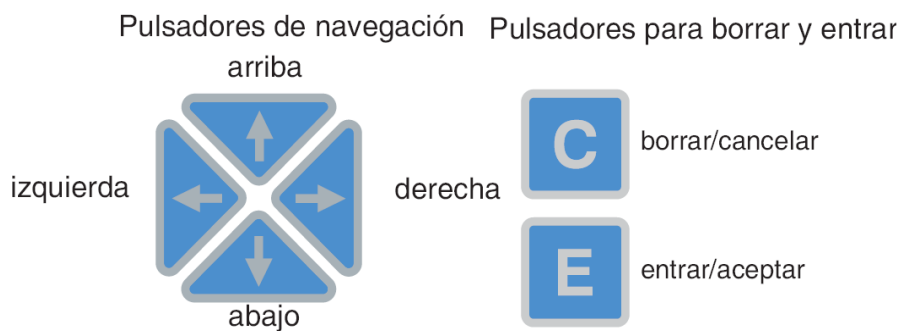 Pulsadores de navegación
arriba
izquierda
derecha
abajo
Pulsadores para borrar y entrar
C
borrar/cancelar
E
entrar/aceptar